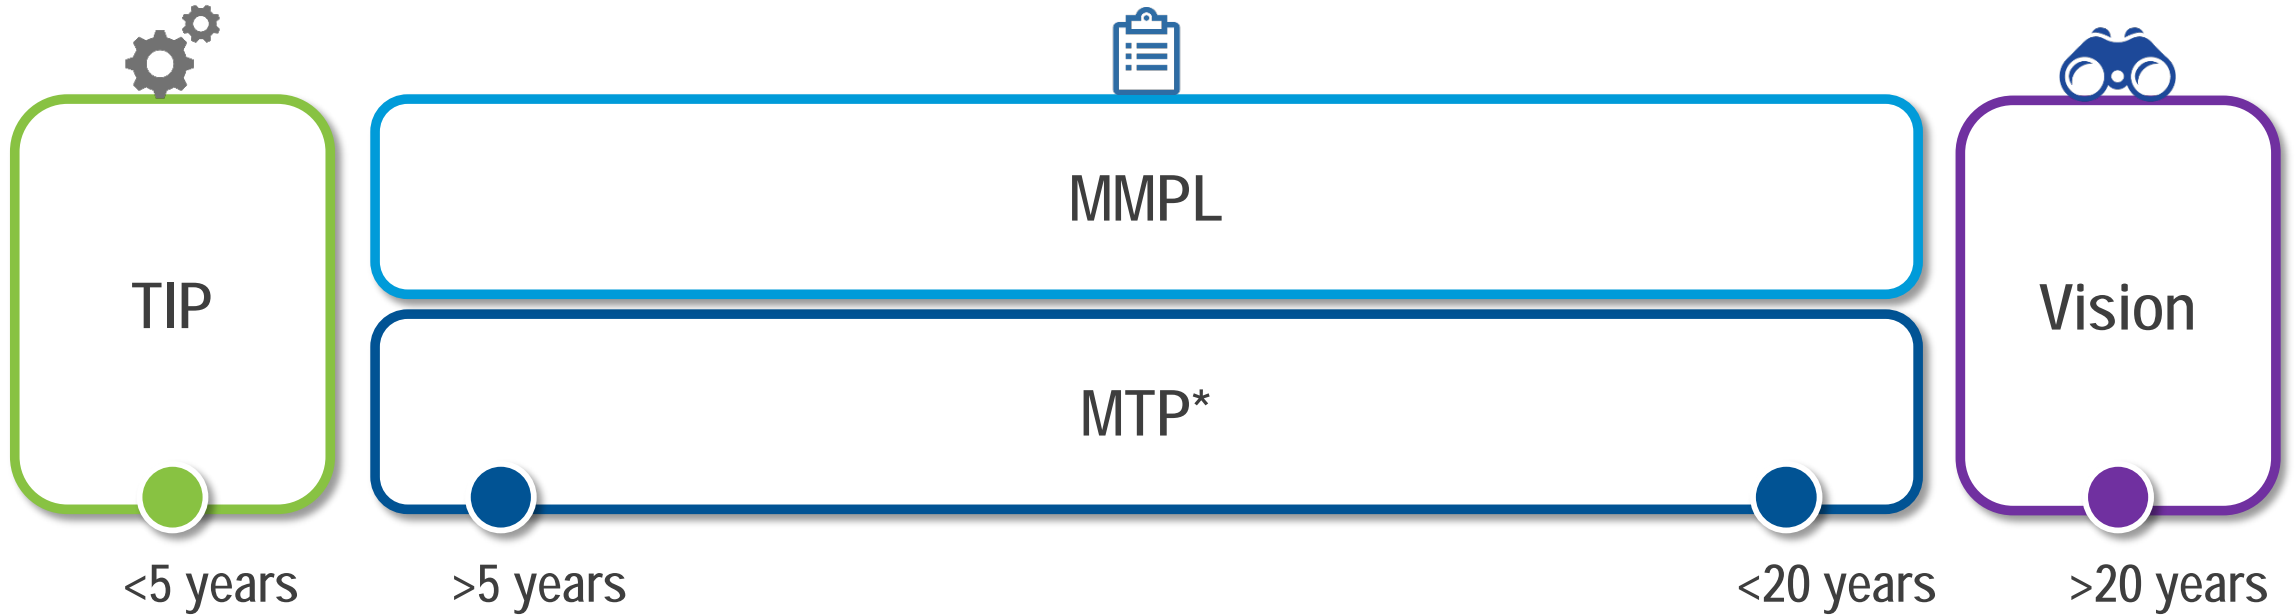 TIP
MMPL
MTP*
Vision
<5 years
>5 years
<20 years
>20 years